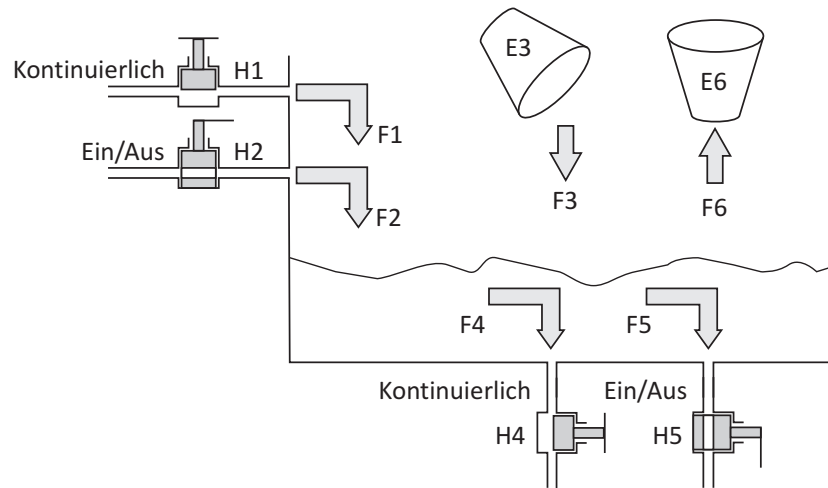 Kontinuierlich H1
F1
Ein/Aus H2
F2
E3
F3
E6
F6
F4
F5
Kontinuierlich
H4
Ein/Aus
H5